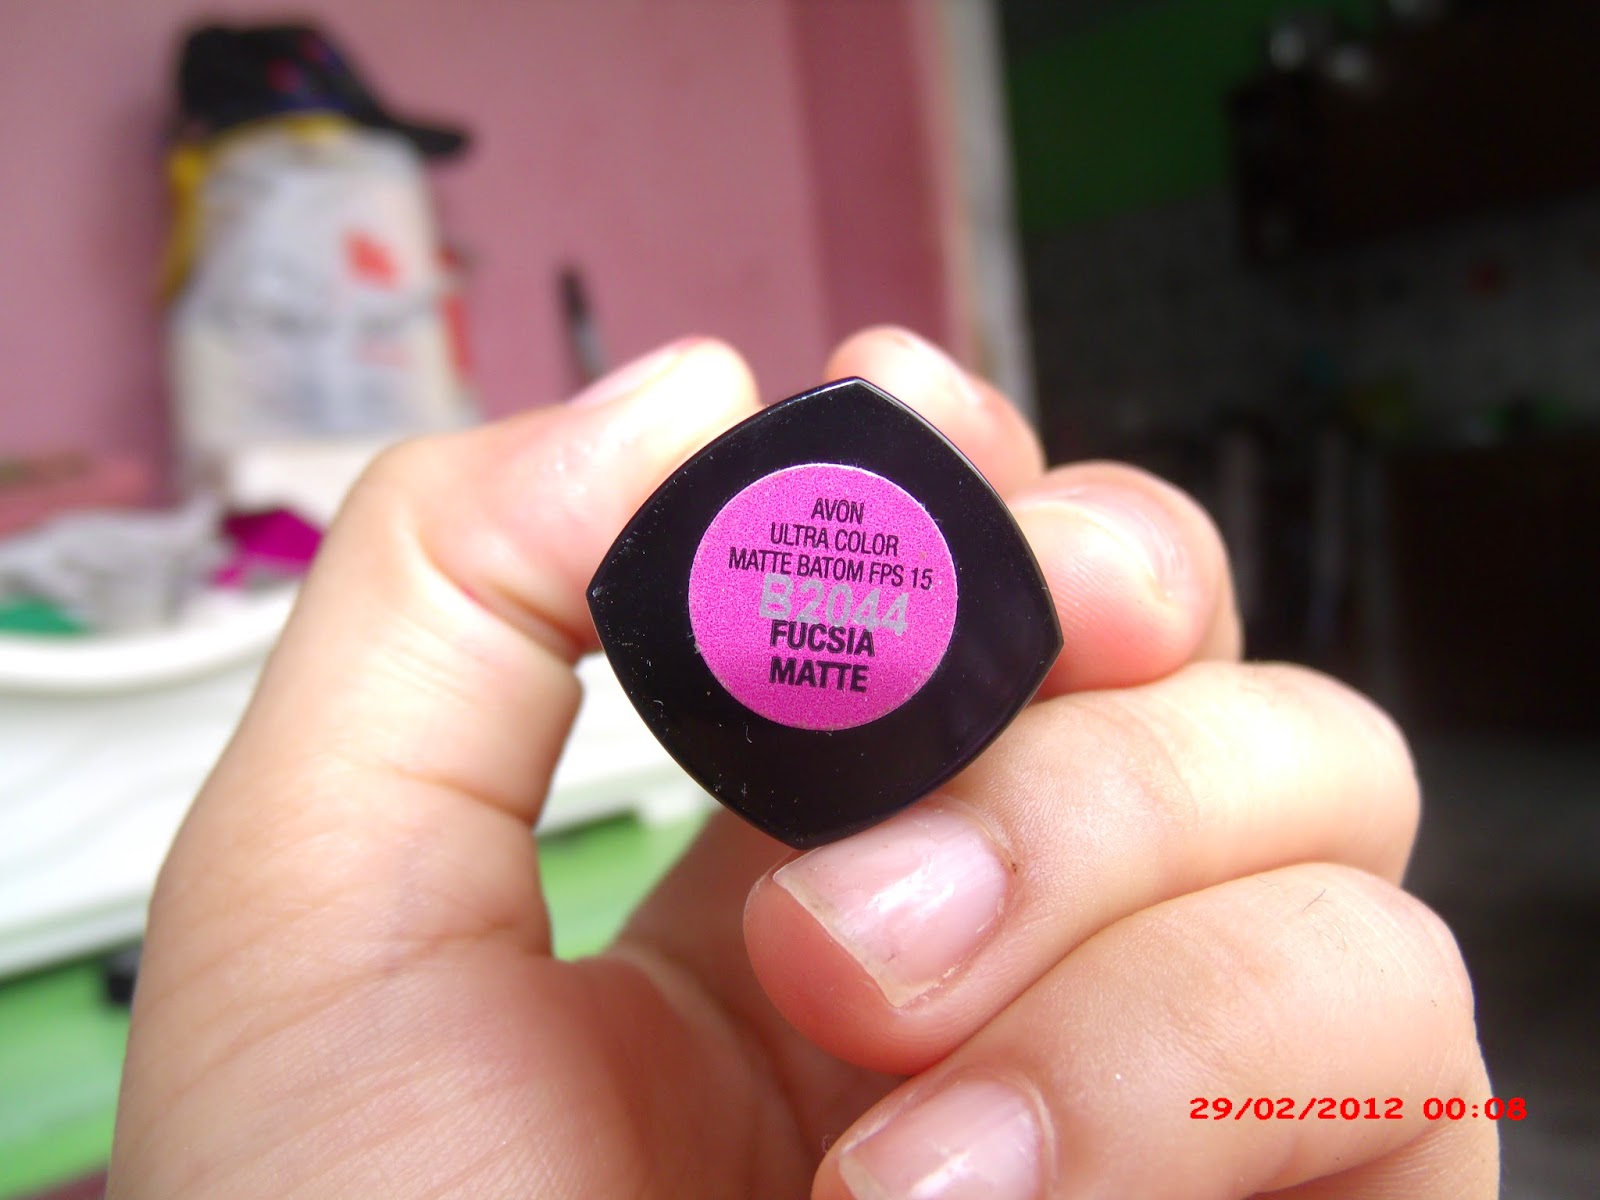 AVON
ULTRA COLOR
MATTE BATOM FPS 15
B2044
FUCSIA
MATTE
29/02/2012 00:08